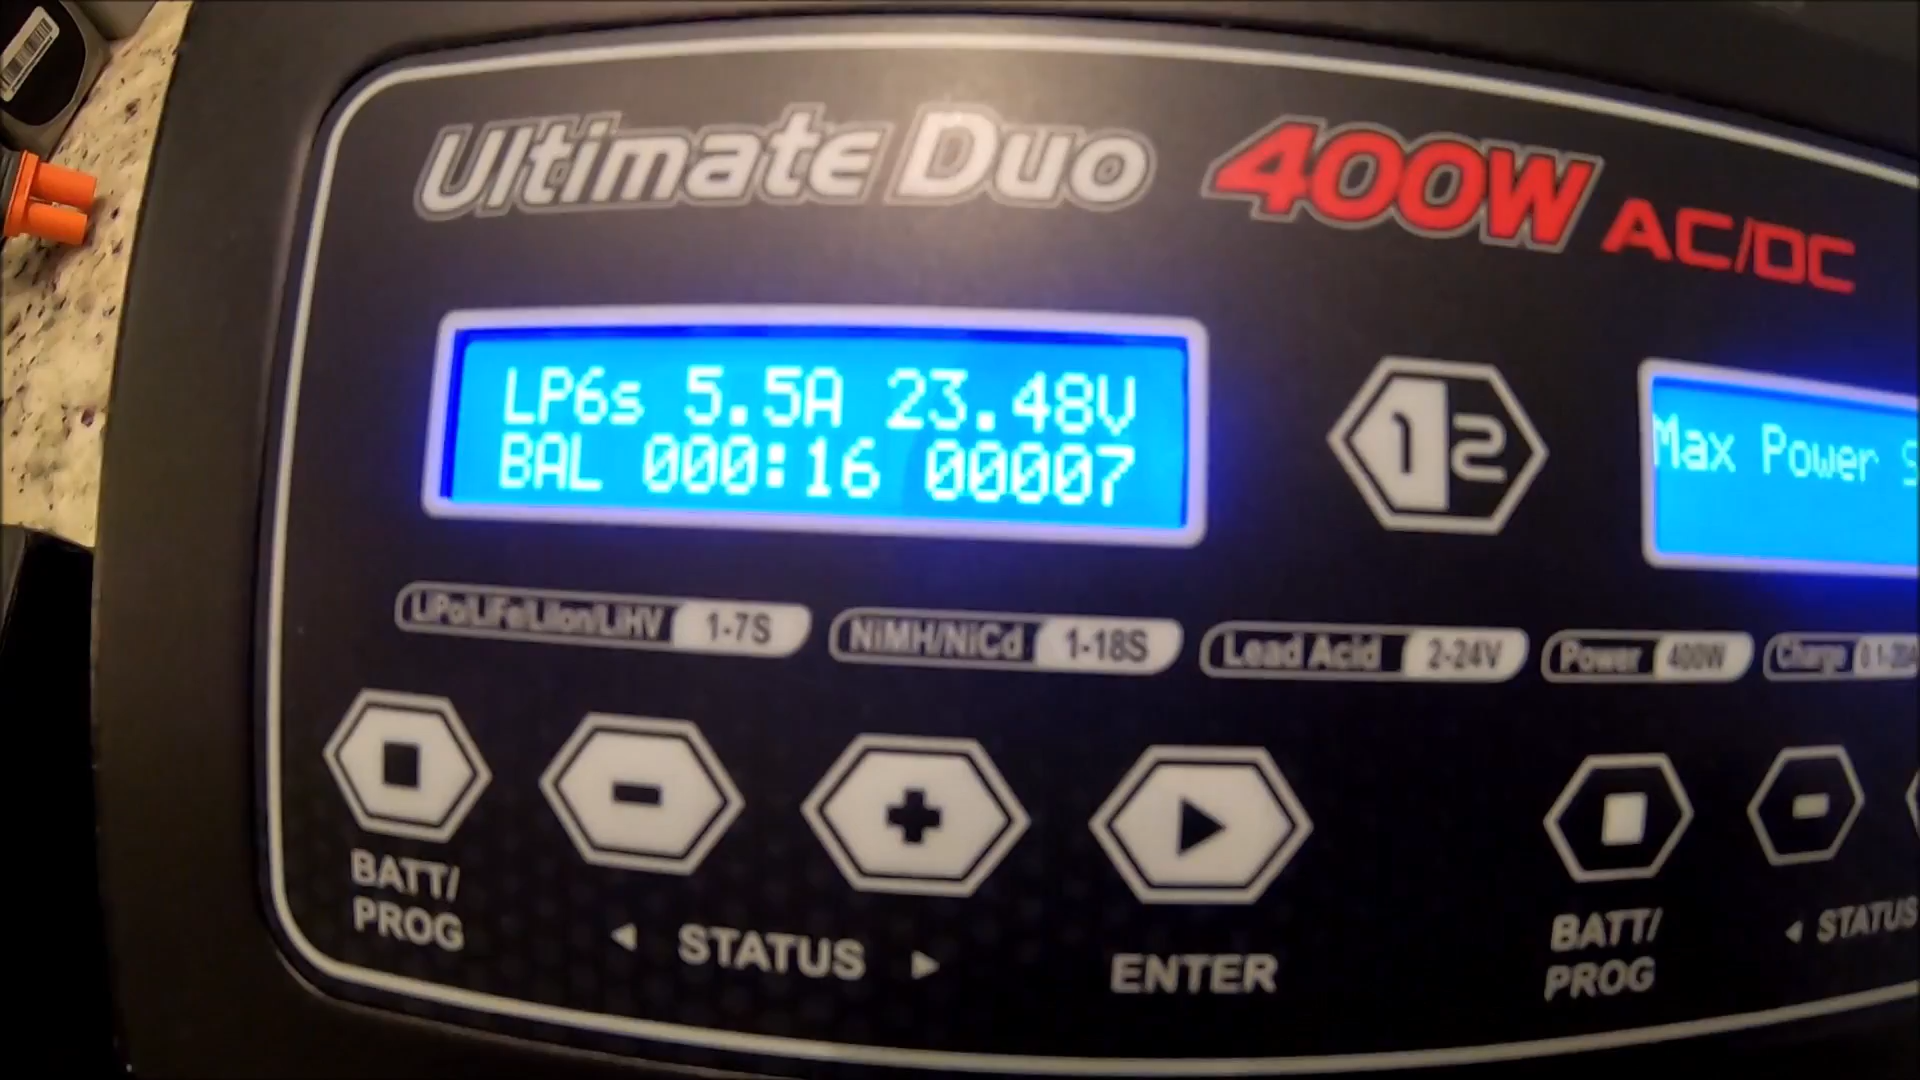 Ultimate Duo 400W AC/DC
LP6s 5.5A 23.48V
BAL 000:16 00007
1 2
Max Power
LiPo/LiFe/LiIon/LiHV 1-7S
NiMH/NiCd 1-18S
Lead Acid 2-24V
Power 400W
Charge
BATT/
PROG
STATUS
ENTER
BATT/
PROG
STATUS